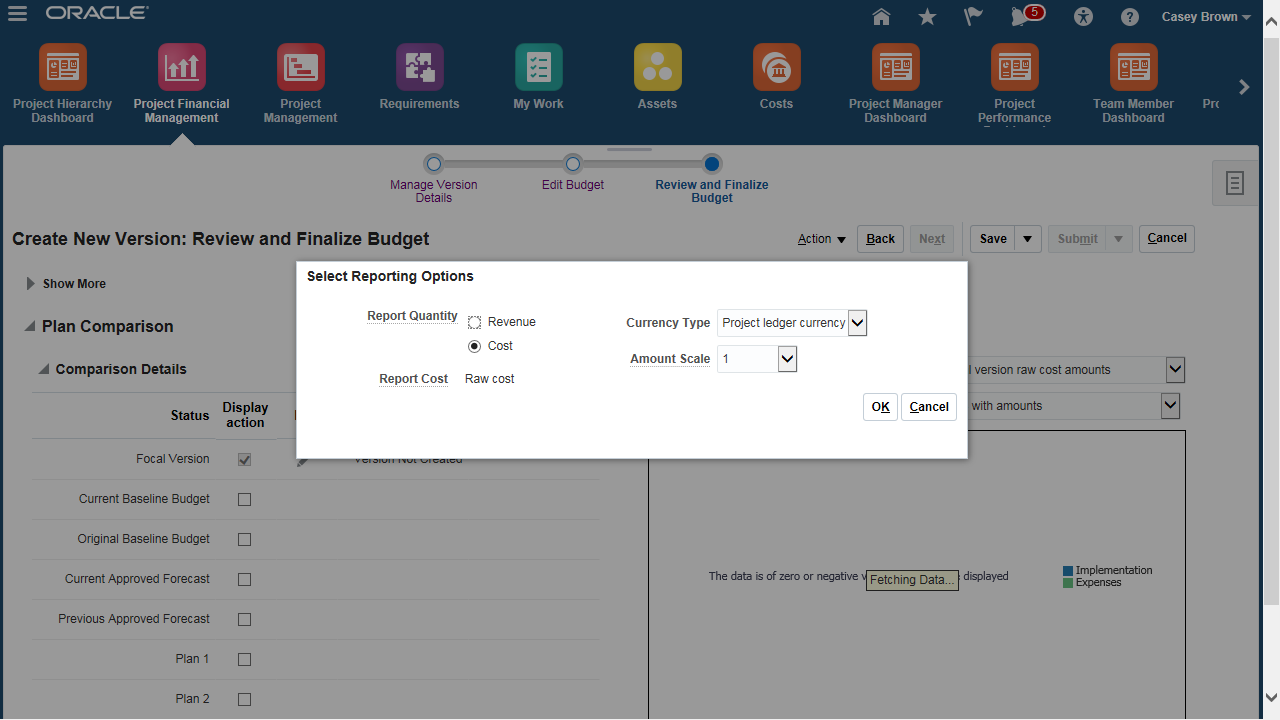 ORACLE
5
Casey Brown
Project Hierarchy
Dashboard
Project Financial
Management
Project
Management
Requirements
My Work
Assets
Costs
Project Manager
Dashboard
Project
Performance
Team Member
Dashboard
Manage Version
Details
Edit Budget
Review and Finalize
Budget
Create New Version: Review and Finalize Budget
Action
Back
Next
Save
Submit
Cancel
Show More
Select Reporting Options
Report Quantity
Revenue
Cost
Report Cost
Raw cost
Currency Type
Project ledger currency
Amount Scale
1
OK
Cancel
Plan Comparison
Comparison Details
version raw cost amounts
with amounts
Status
Display
action
Focal Version
Version Not Created
Current Baseline Budget
Original Baseline Budget
Current Approved Forecast
Previous Approved Forecast
Plan 1
Plan 2
The data is of zero or negative
displayed
Fetching Data...
Implementation
Expenses